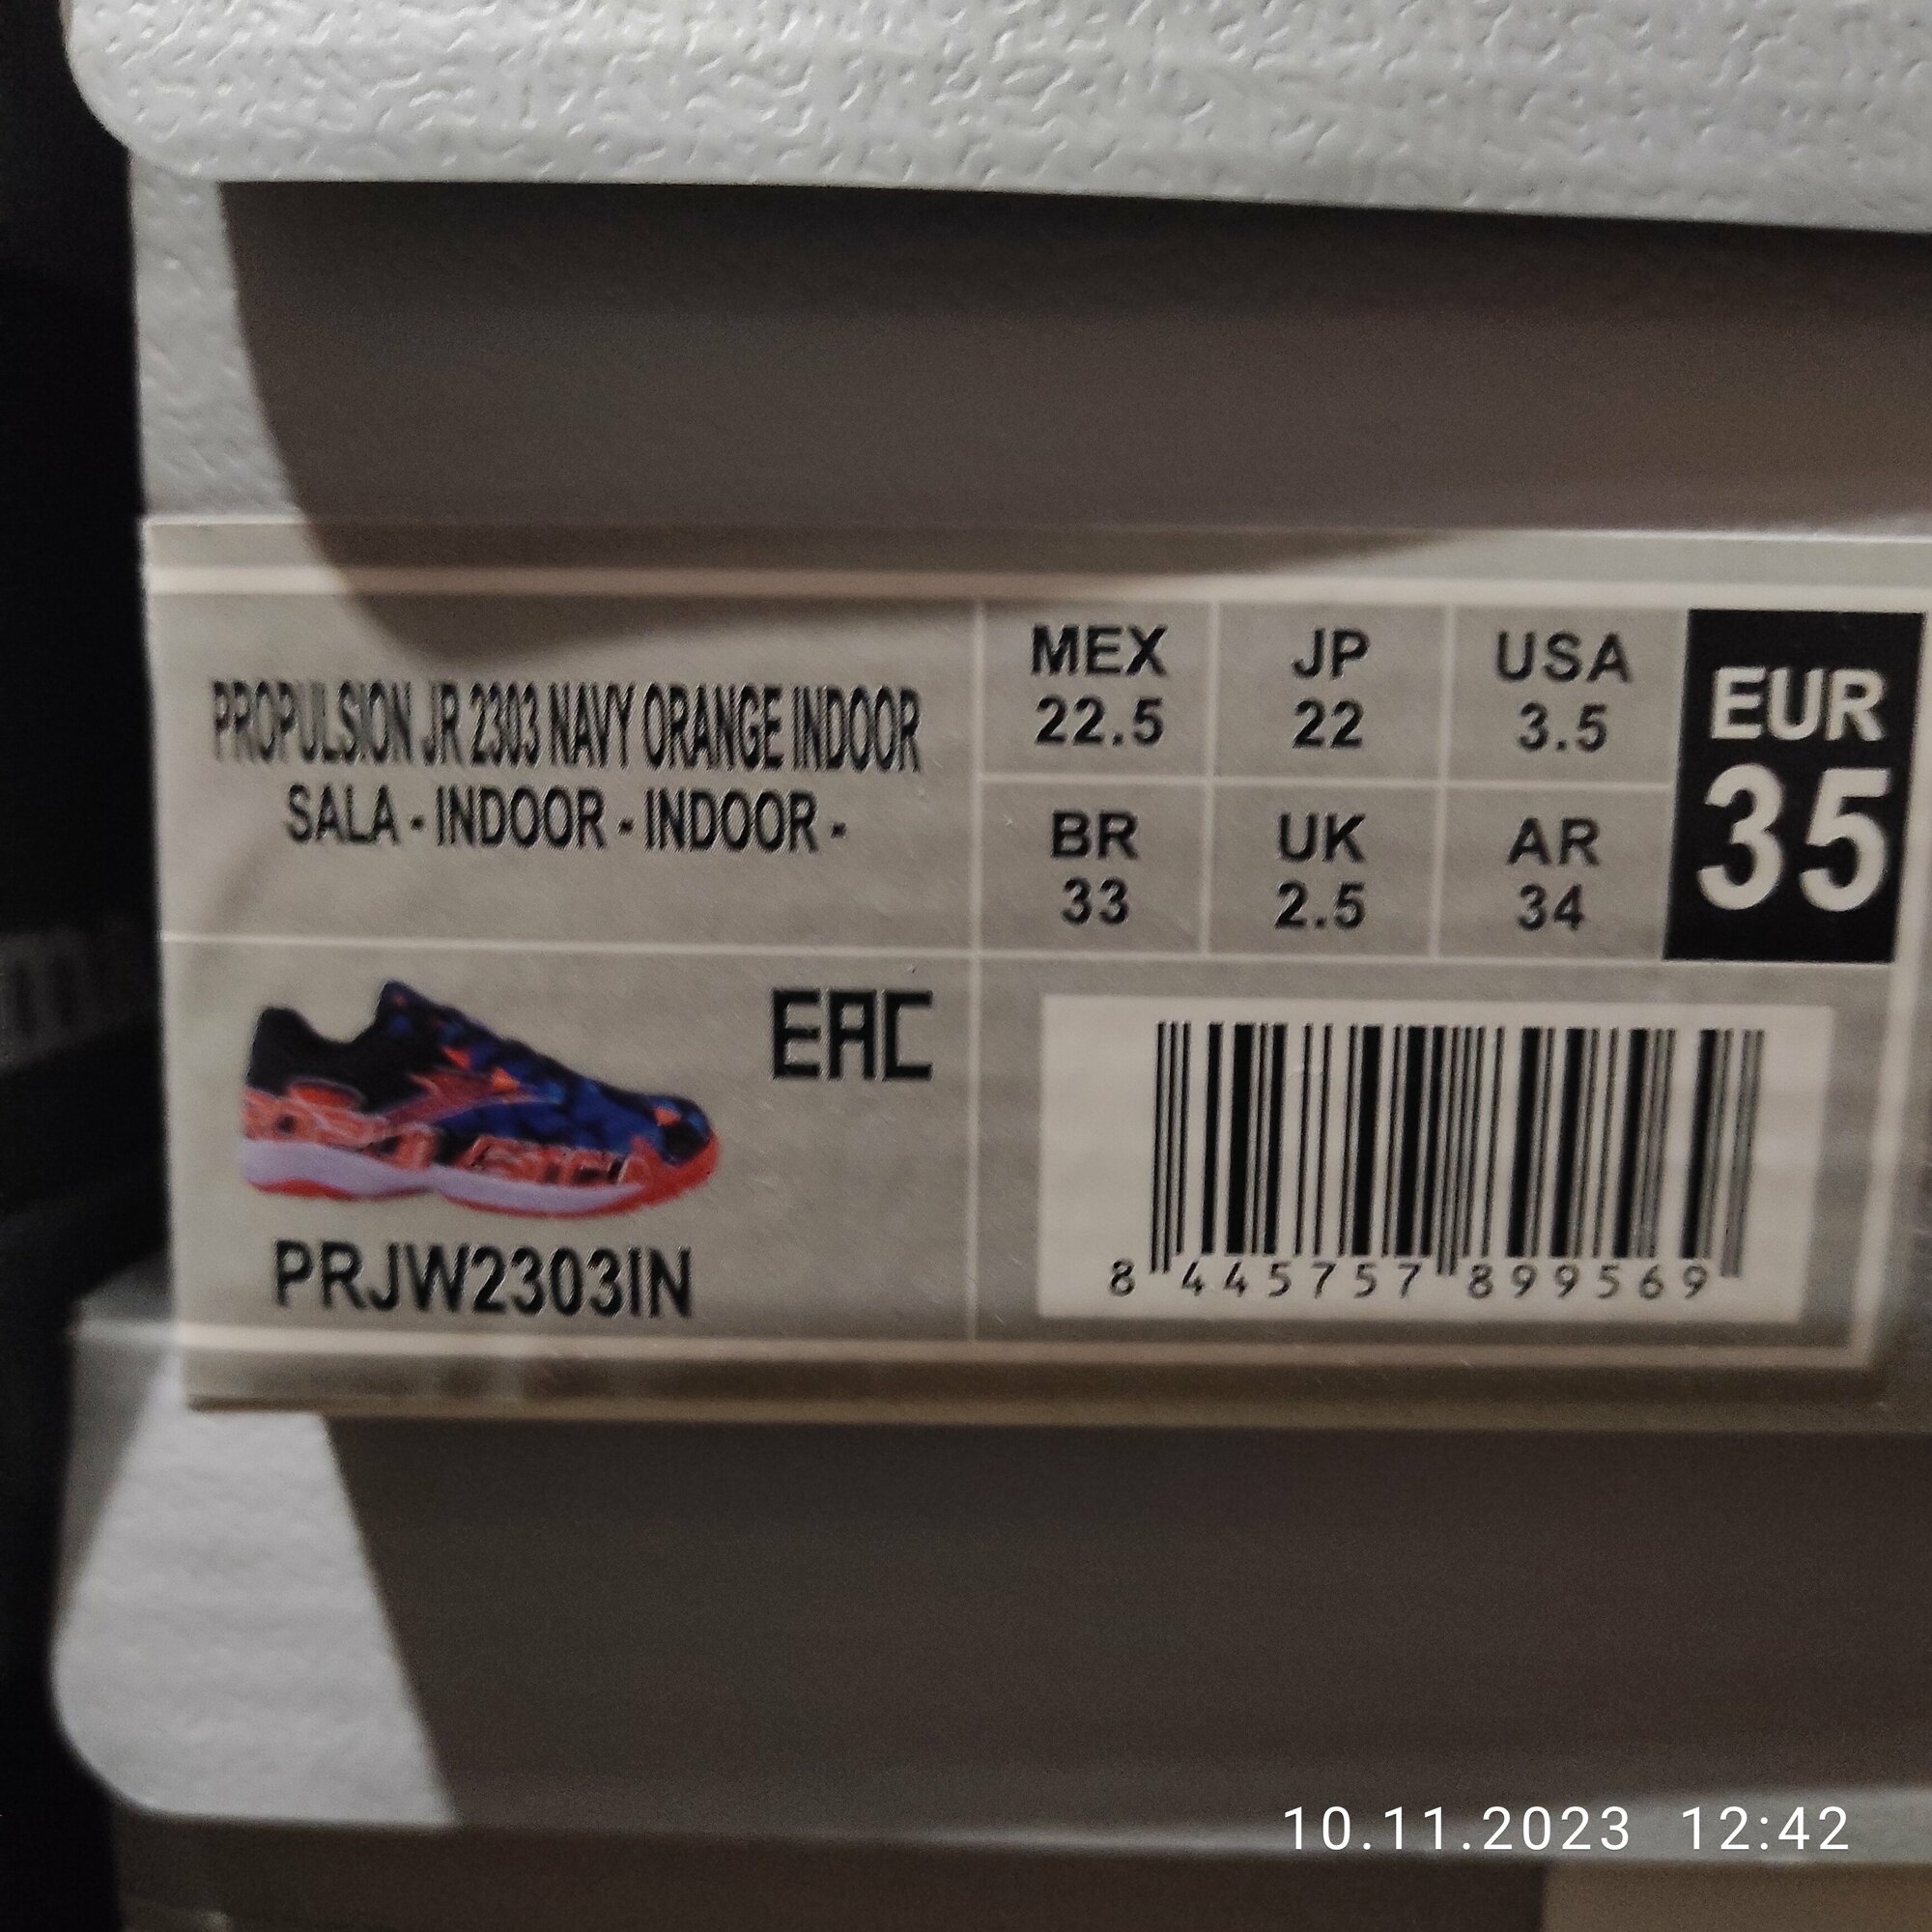 PROPULSION JR 2303 NAVY ORANGE INDOOR
SALA - INDOOR - INDOOR -
MEX
22.5
JP
22
USA
3.5
BR
33
UK
2.5
AR
34
EUR
35
EAC
PRJW2303IN
8 445757 899569
10.11.2023 12:42